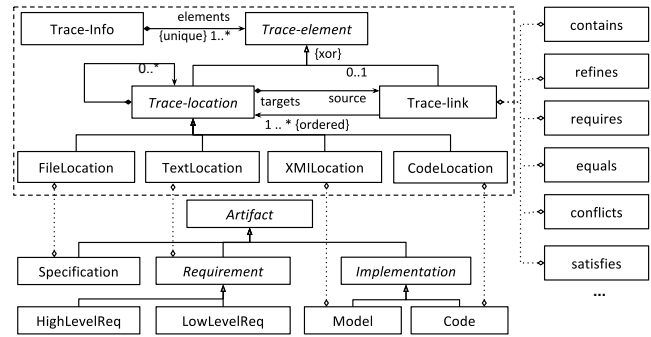 elements
Trace-Info
Trace-element
contains
{unique} 1..*
{xor}
refines
0..*
0..1
Trace-location
targets
source
Trace-link
requires
1 .. * {ordered}
FileLocation
TextLocation
XMILocation
CodeLocation
equals
Artifact
conflicts
Specification
Requirement
Implementation
satisfies
...
HighLevelReq
LowLevelReq
Model
Code